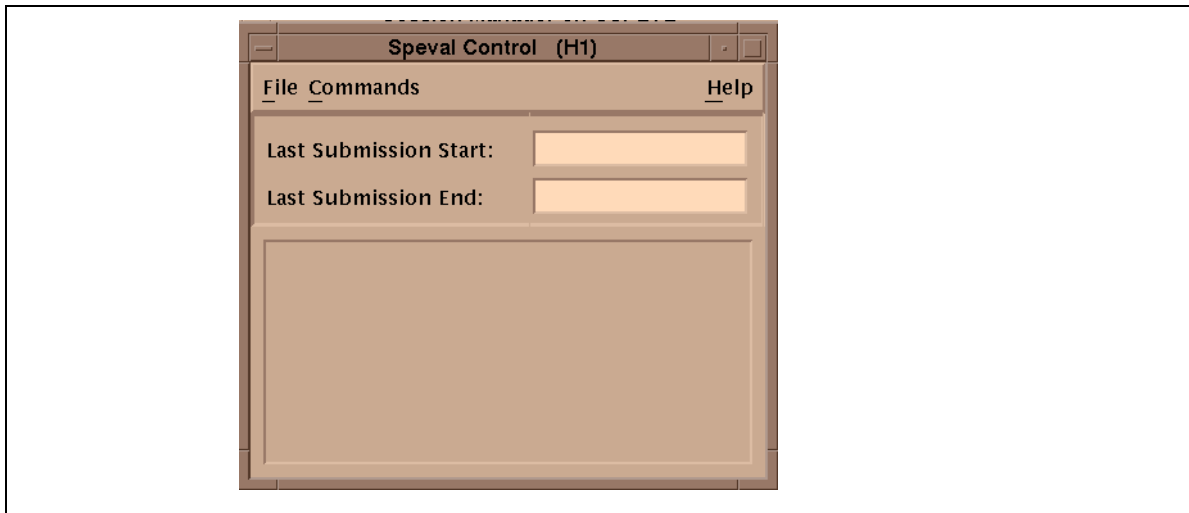 Speval Control (H1)
File Commands Help
Last Submission Start:
Last Submission End: